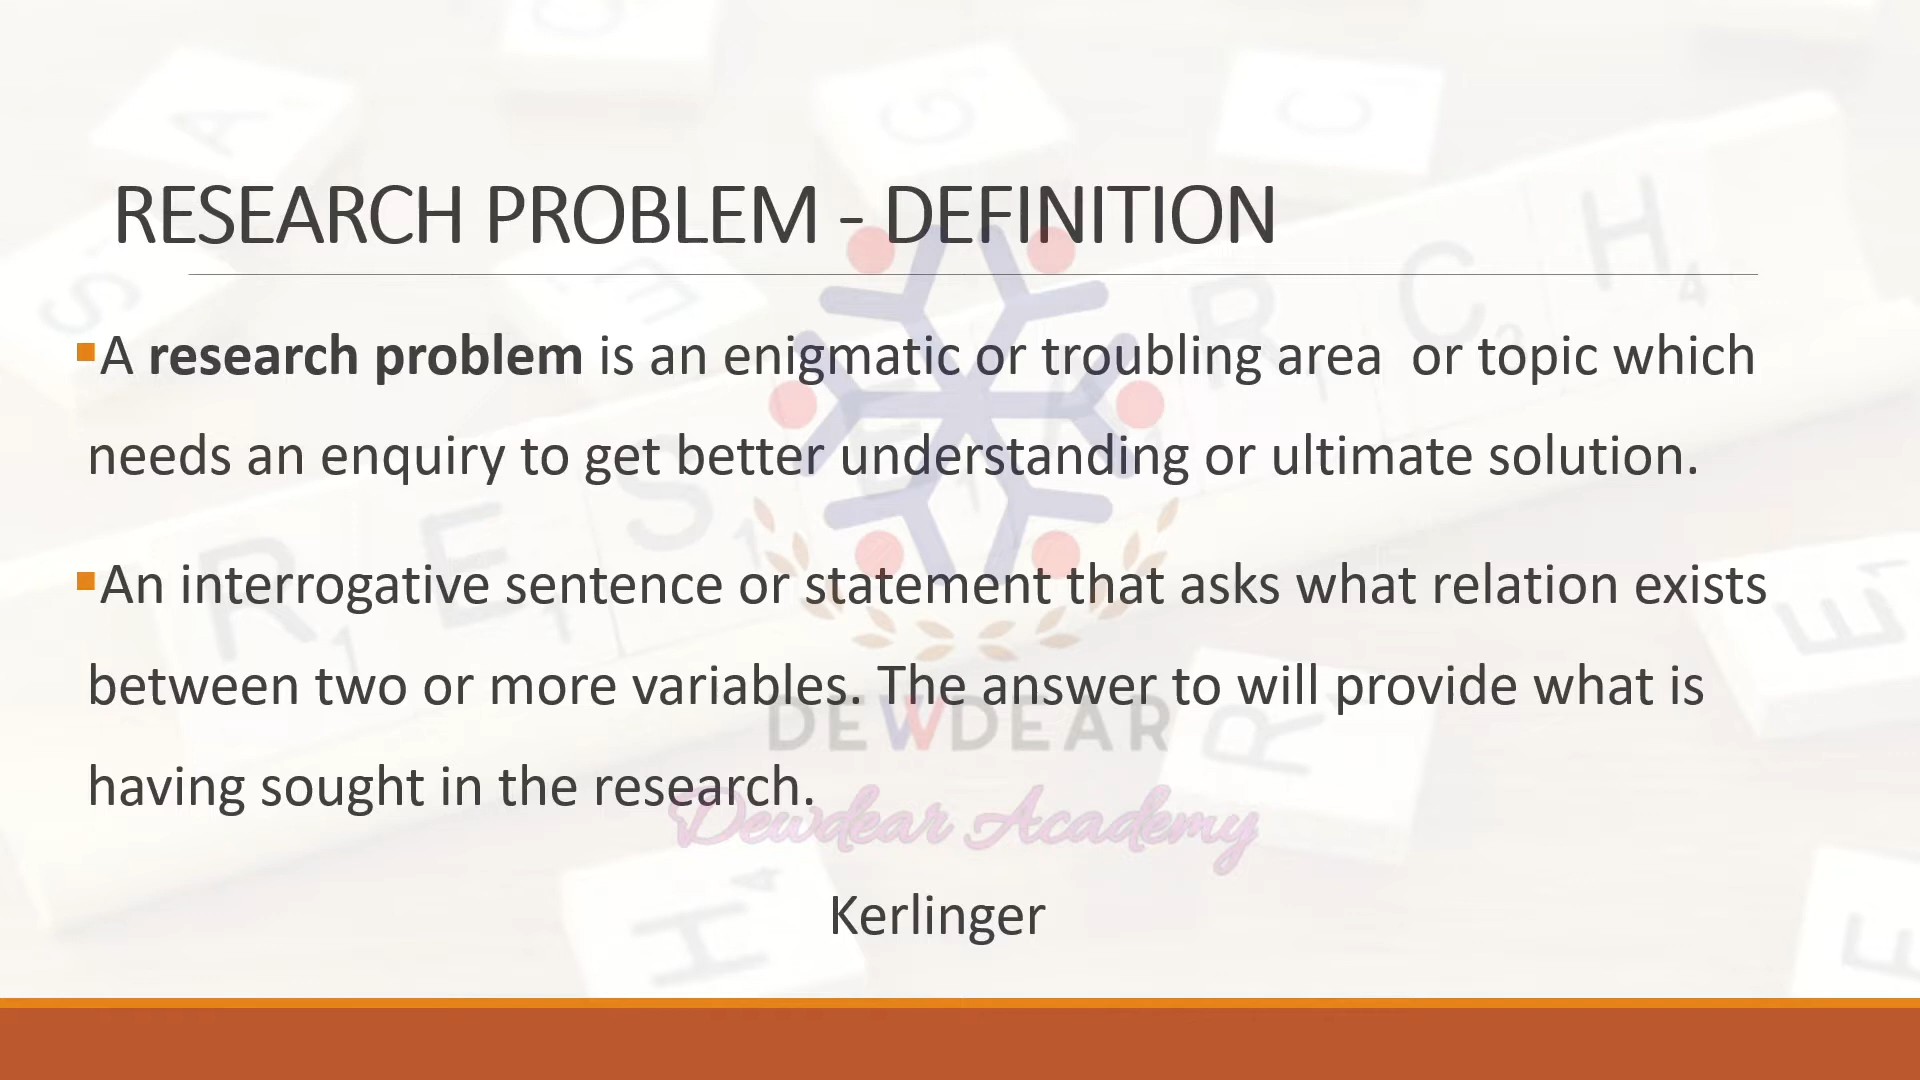 RESEARCH PROBLEM - DEFINITION
A research problem is an enigmatic or troubling area or topic which
needs an enquiry to get better understanding or ultimate solution.
An interrogative sentence or statement that asks what relation exists
between two or more variables. The answer to will provide what is
having sought in the research.
DEWDEAR
Dewdear Academy
Kerlinger